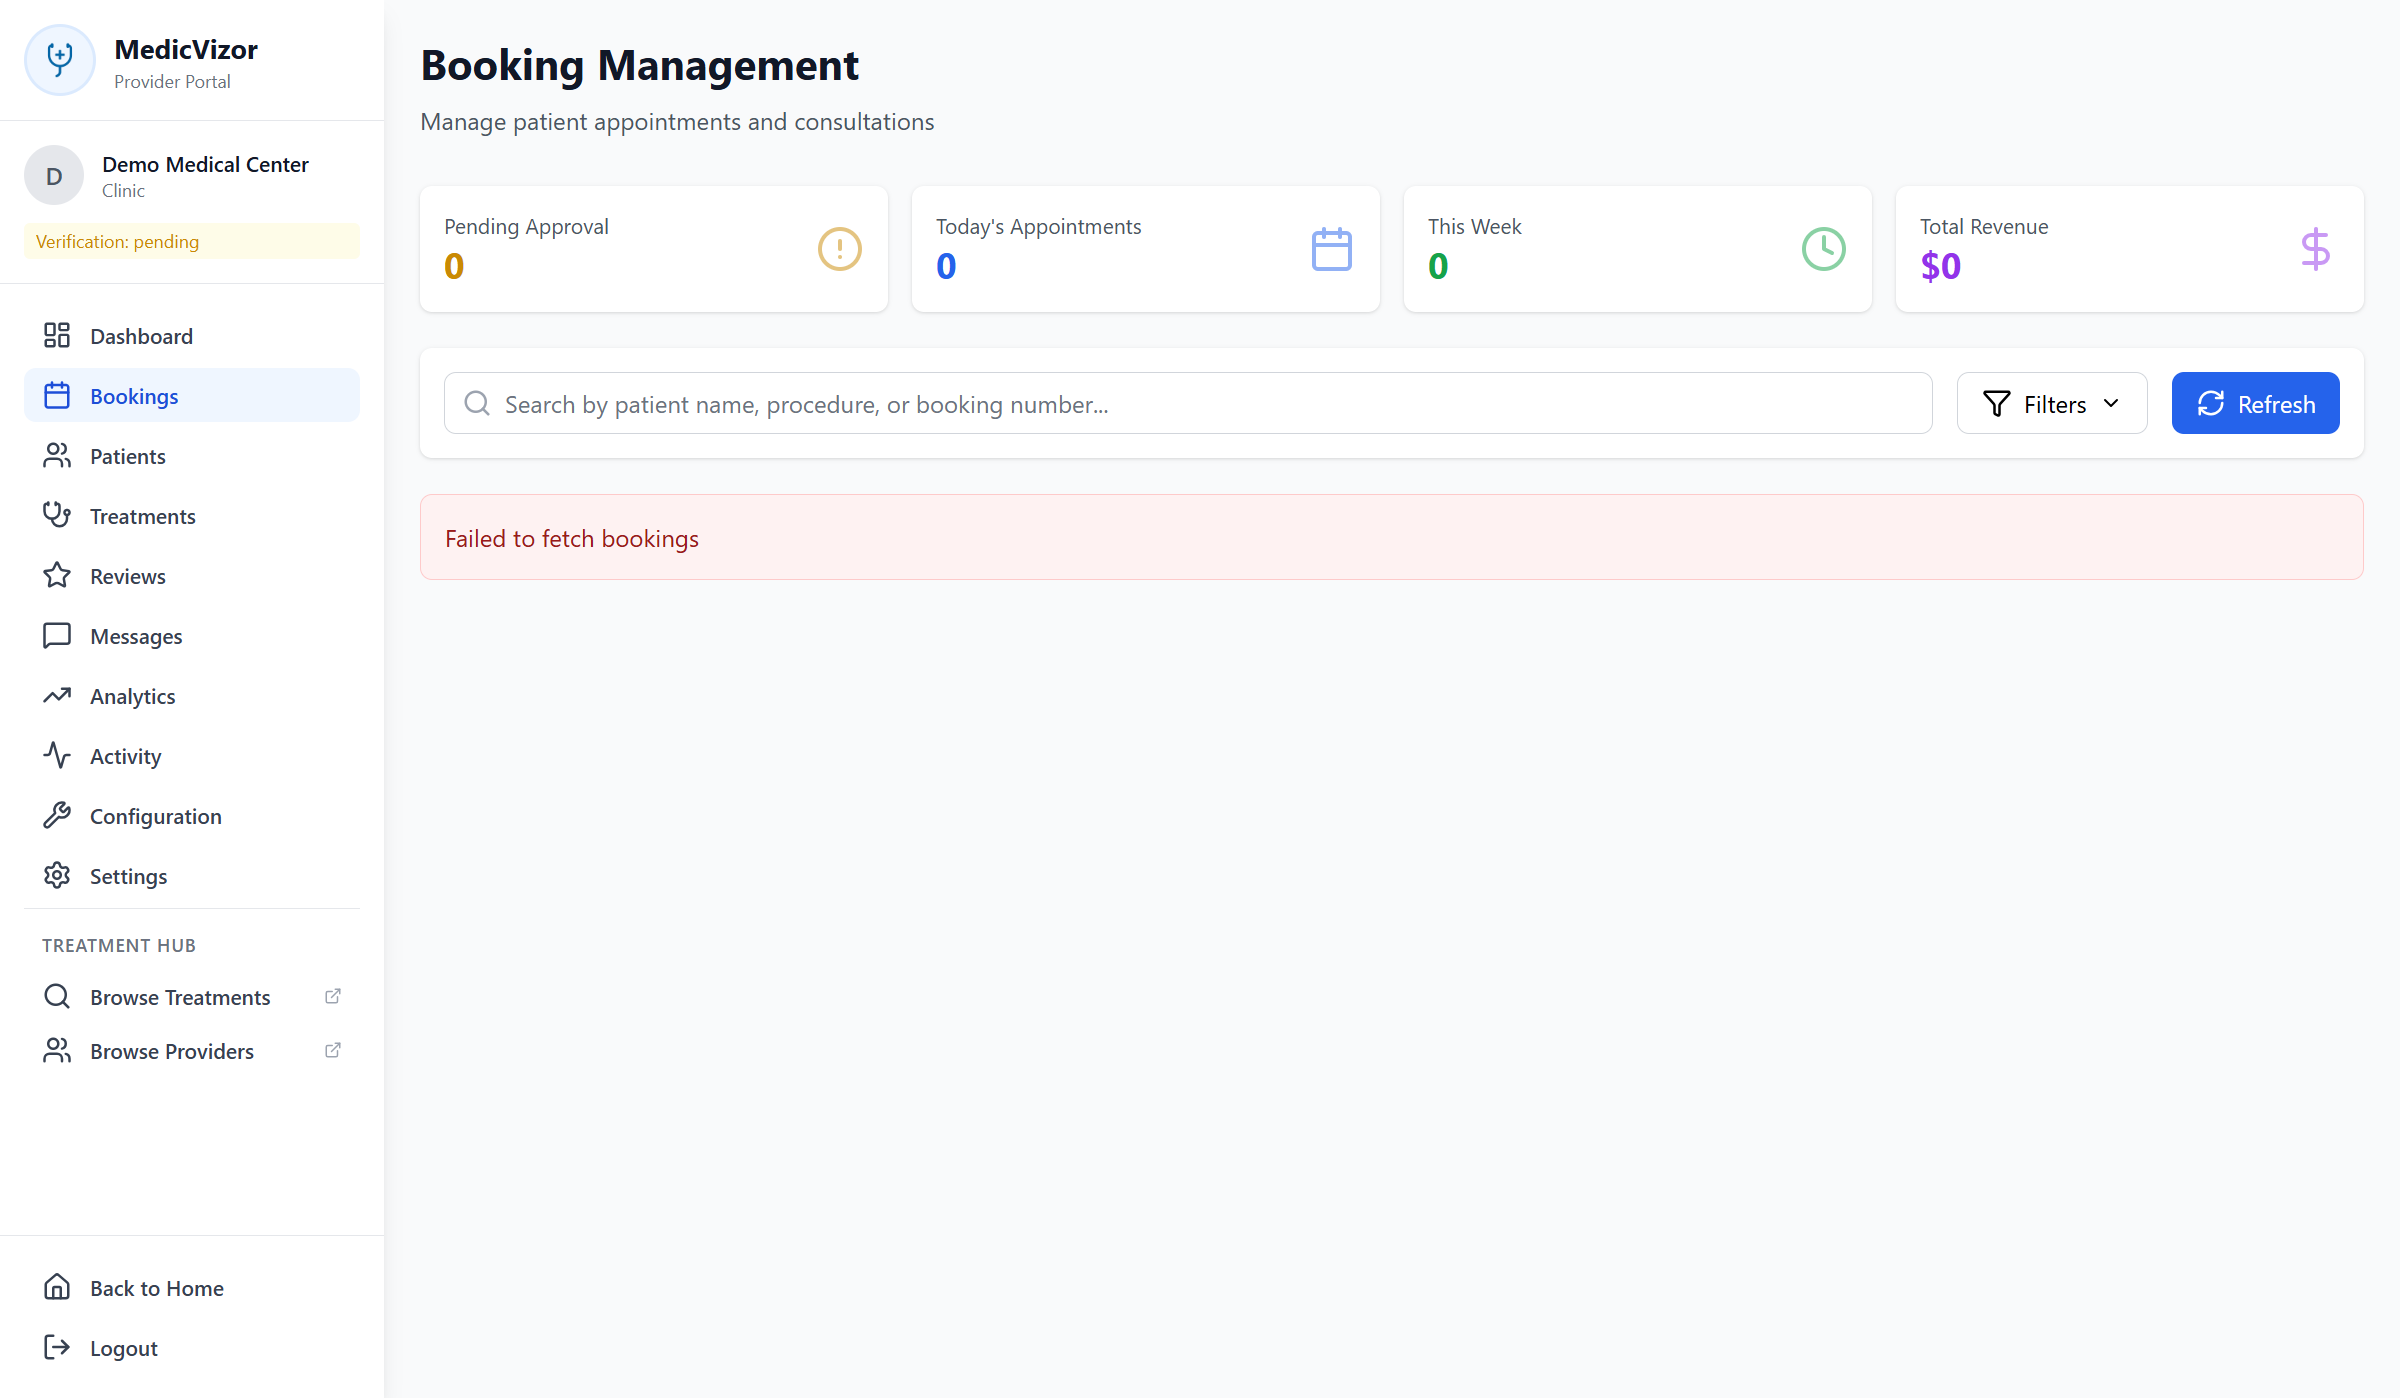 MedicVizor
Provider Portal
D
Demo Medical Center
Clinic
Verification: pending
Dashboard
Bookings
Patients
Treatments
Reviews
Messages
Analytics
Activity
Configuration
Settings
TREATMENT HUB
Browse Treatments
Browse Providers
Back to Home
Logout
Booking Management
Manage patient appointments and consultations
Pending Approval
0
Today's Appointments
0
This Week
0
Total Revenue
$0
Search by patient name, procedure, or booking number...
Filters
Refresh
Failed to fetch bookings